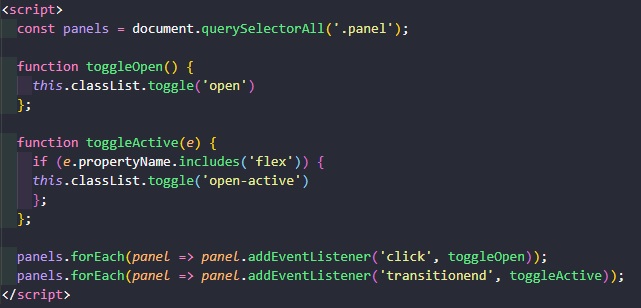 <script>
const panels = document.querySelectorAll('.panel');
function toggleOpen() {
this.classList.toggle('open')
};
function toggleActive(e) {
if (e.propertyName.includes('flex')) {
this.classList.toggle('open-active')
};
};
panels.forEach(panel => panel.addEventListener('click', toggleOpen));
panels.forEach(panel => panel.addEventListener('transitionend', toggleActive));
</script>